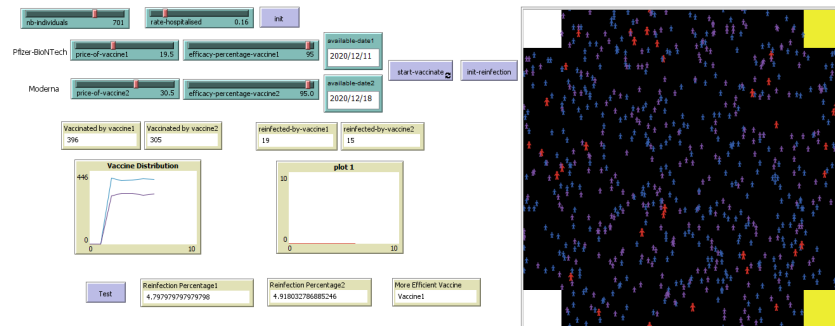 nb-individuals 701
rate-hospitalised 0.16
init
Pfizer-BioNTech
price-of-vaccine1 19.5
efficacy-percentage-vaccine1 95
available-date1
2020/12/11
start-vaccinate
init-reinfection
Moderna
price-of-vaccine2 30.5
efficacy-percentage-vaccine2 95.0
available-date2
2020/12/18
Vaccinated by vaccine1
396
Vaccinated by vaccine2
305
reinfected-by-vaccine1
19
reinfected-by-vaccine2
15
Vaccine Distribution
446
0
0 10
plot 1
10
0
0 10
Test
Reinfection Percentage1
4.797979797979798
Reinfection Percentage2
4.918032786885246
More Efficient Vaccine
Vaccine1